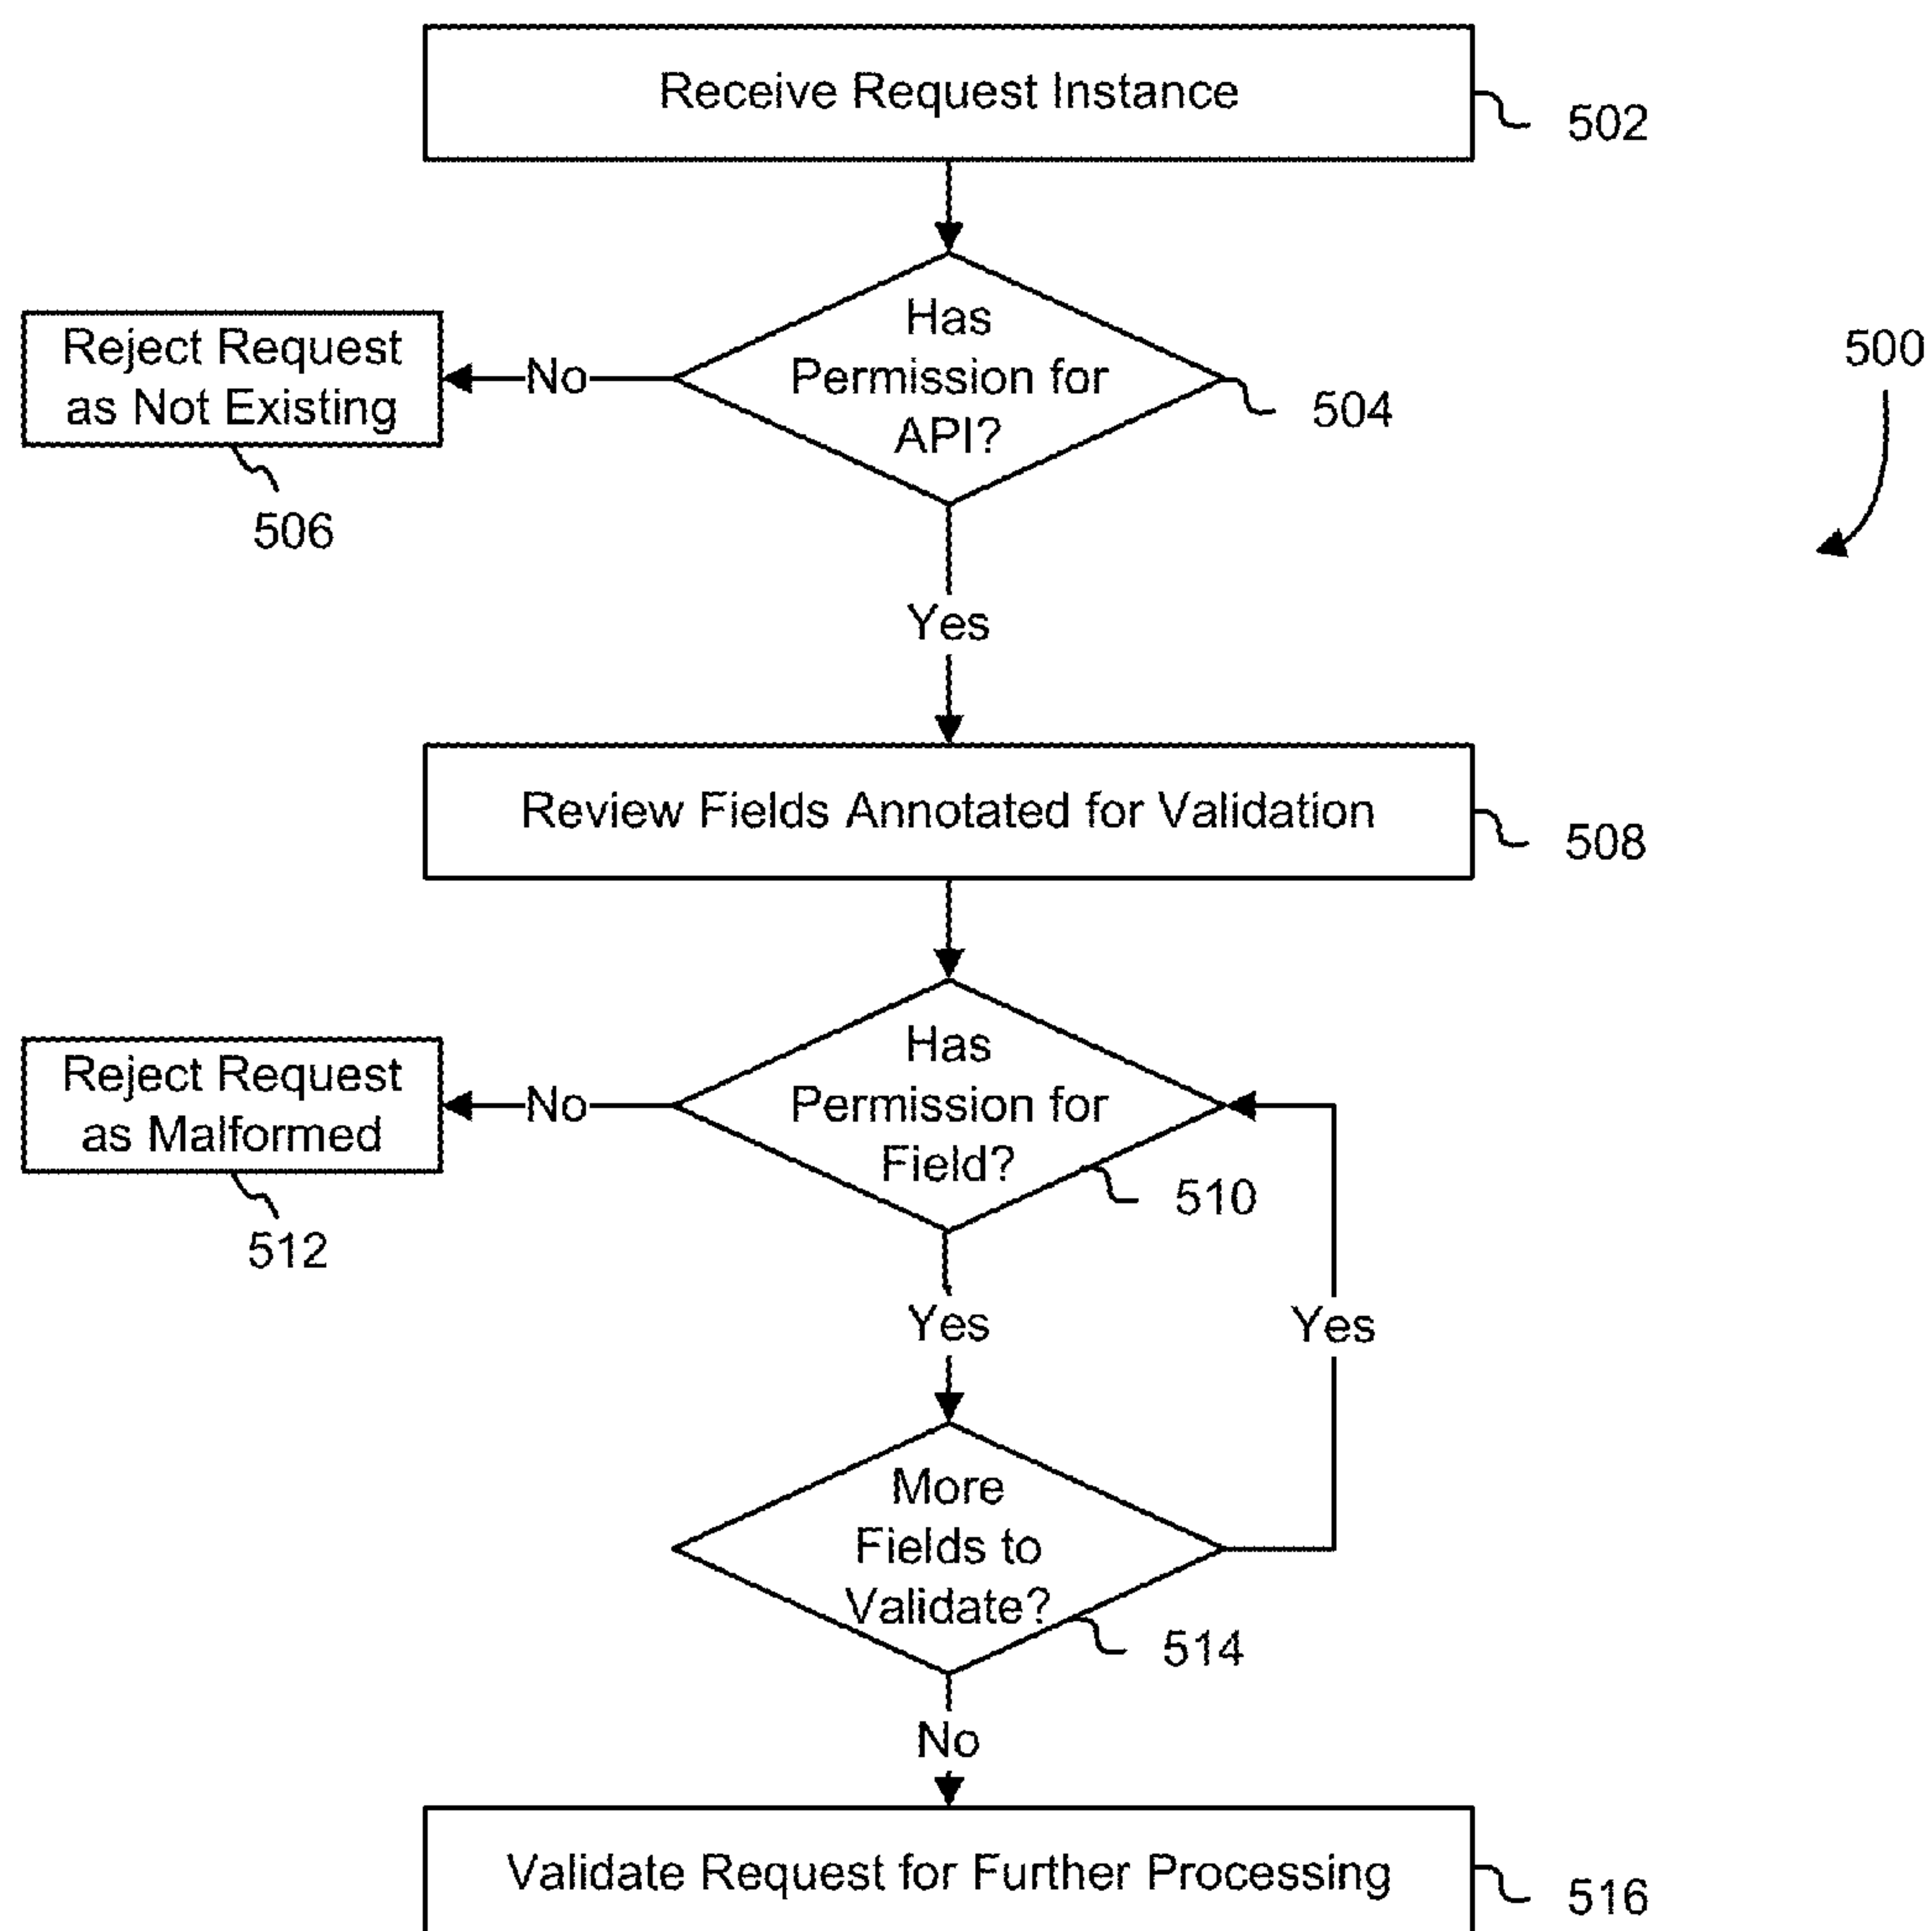 Receive Request Instance
502
Has
Permission for
API?
504
500
No
Reject Request
as Not Existing
506
Yes
Review Fields Annotated for Validation
508
Has
Permission for
Field?
510
No
Reject Request
as Malformed
512
Yes
Yes
More
Fields to
Validate?
514
No
Validate Request for Further Processing
516